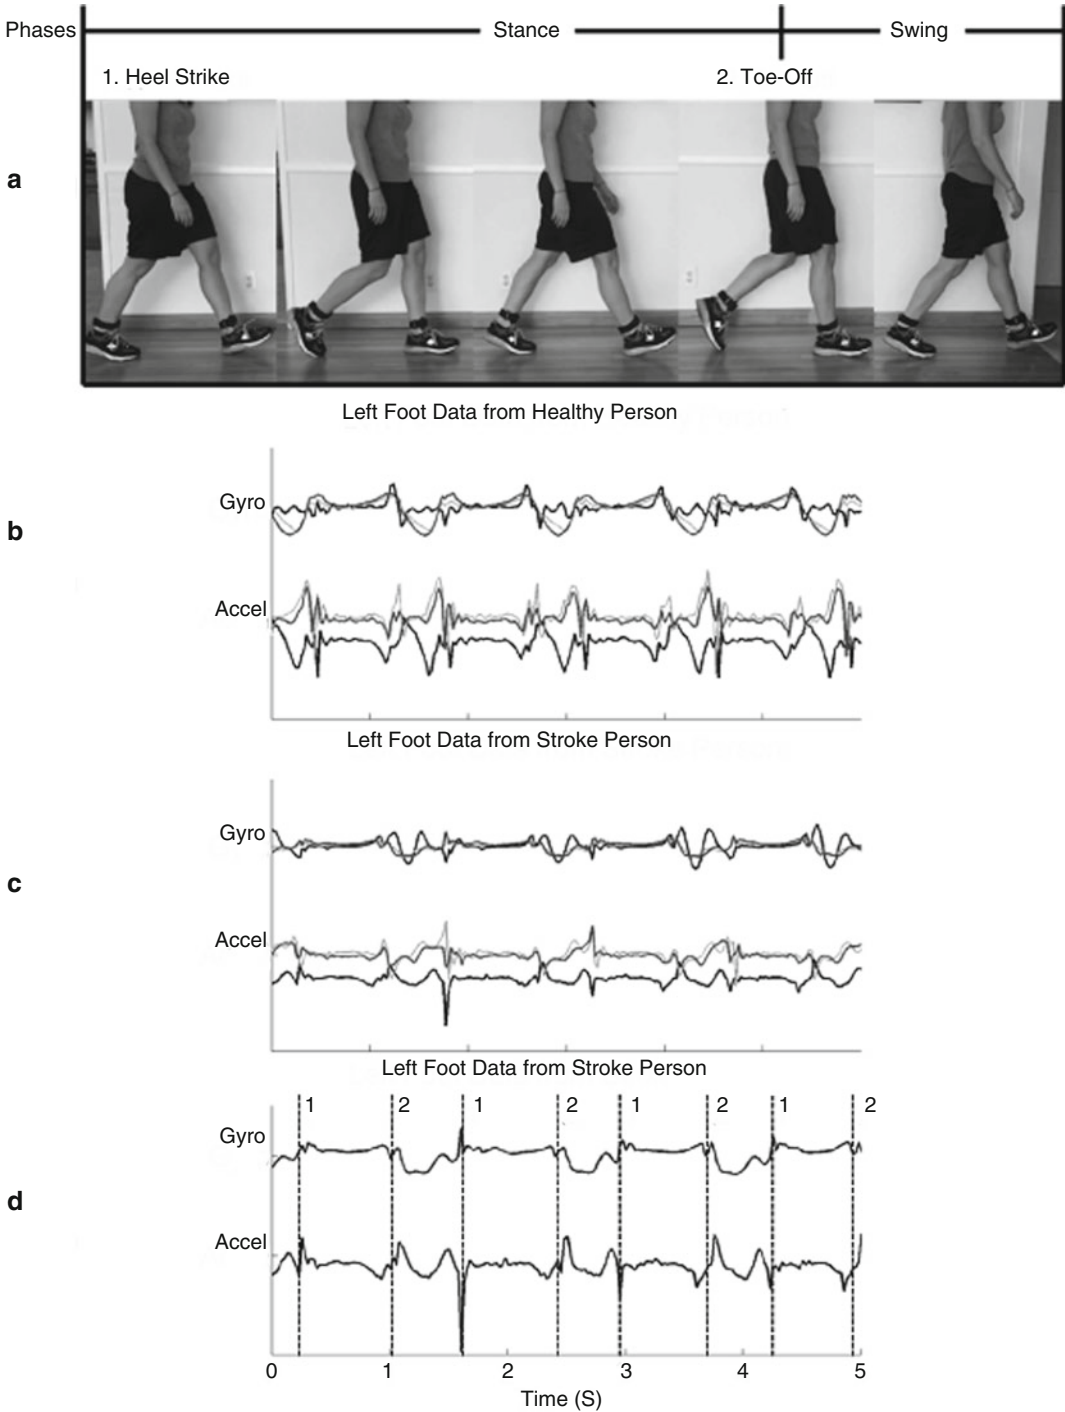 Phases Stance Swing
1. Heel Strike 2. Toe-Off
a
Left Foot Data from Healthy Person
Gyro
b
Accel
Left Foot Data from Stroke Person
Gyro
c
Accel
Left Foot Data from Stroke Person
1 2 1 2 1 2 1 2
Gyro
d
Accel
0 1 2 3 4 5
Time (S)